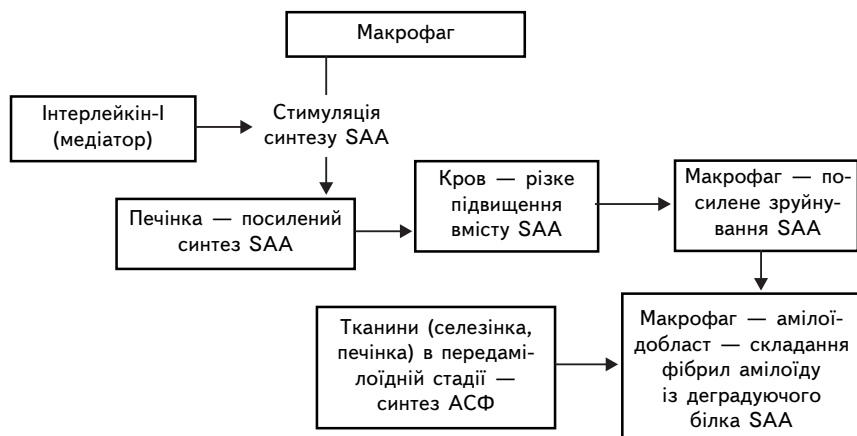 Макрофаг
Інтерлейкін-I
(медіатор)
Стимуляція
синтезу SAA
Печінка — посилений
синтез SAA
Кров — різке
підвищення
вмісту SAA
Макрофаг — по-
силене зруйну-
вання SAA
Тканини (селезінка,
печінка) в передамі-
лоїдній стадії —
синтез АСФ
Макрофаг — амілої-
добласт — складання
фібрил амілоїду
із деградуючого
білка SAA